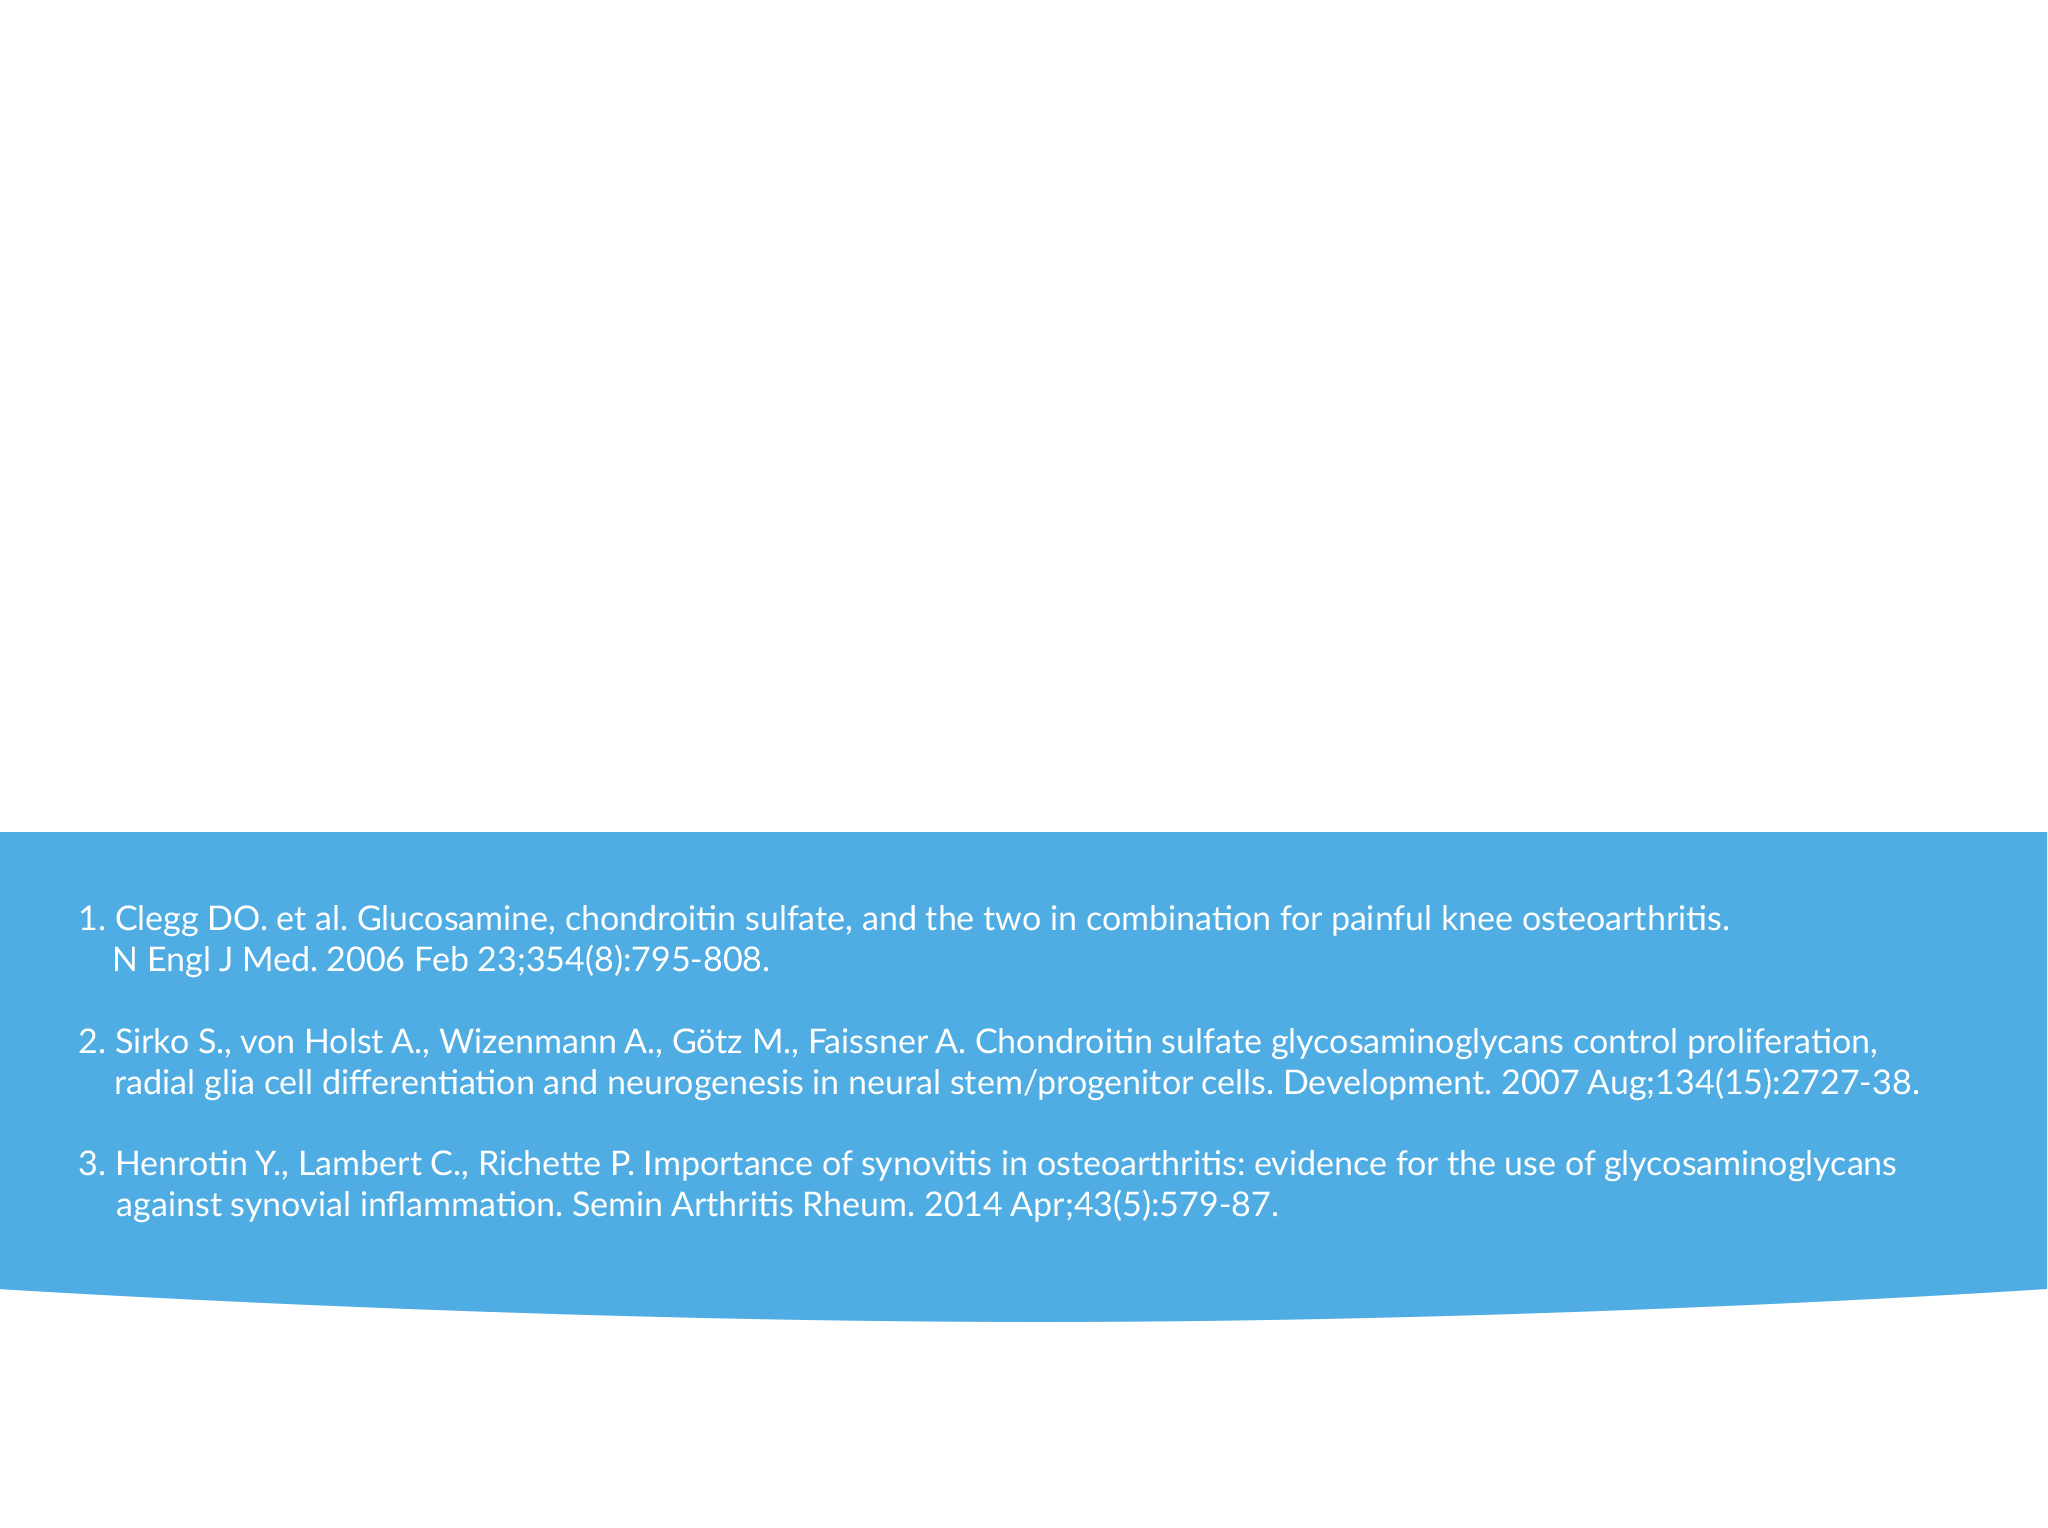 1. Clegg DO. et al. Glucosamine, chondroitin sulfate, and the two in combination for painful knee osteoarthritis.
N Engl J Med. 2006 Feb 23;354(8):795-808.
2. Sirko S., von Holst A., Wizenmann A., Götz M., Faissner A. Chondroitin sulfate glycosaminoglycans control proliferation,
radial glia cell differentiation and neurogenesis in neural stem/progenitor cells. Development. 2007 Aug;134(15):2727-38.
3. Henrotin Y., Lambert C., Richette P. Importance of synovitis in osteoarthritis: evidence for the use of glycosaminoglycans
against synovial inflammation. Semin Arthritis Rheum. 2014 Apr;43(5):579-87.